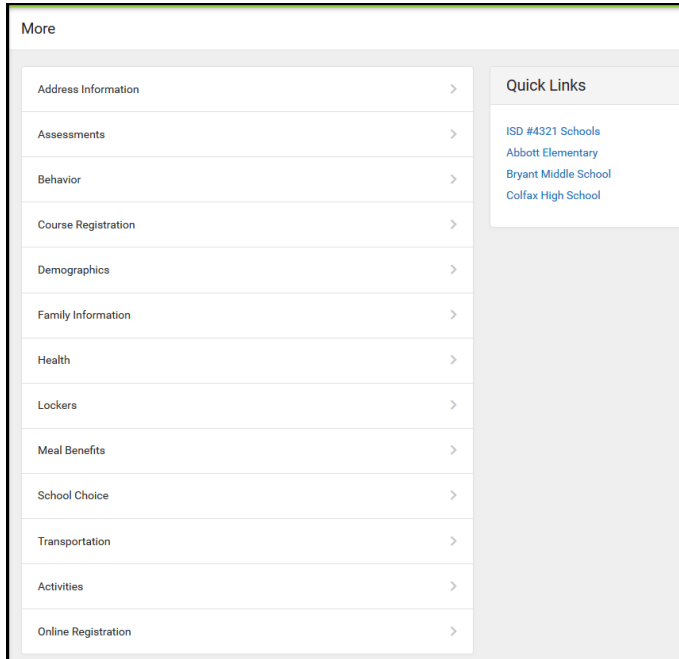 More
Address Information
Assessments
Behavior
Course Registration
Demographics
Family Information
Health
Lockers
Meal Benefits
School Choice
Transportation
Activities
Online Registration
Quick Links
ISD #4321 Schools
Abbott Elementary
Bryant Middle School
Colfax High School